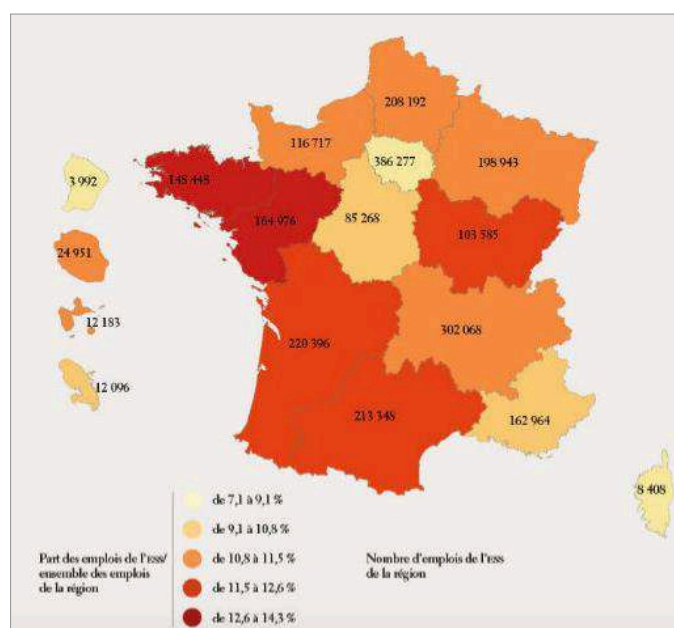 208 192
116 717
386 277
198 943
3 992
148 448
164 976
85 268
103 585
24 951
12 183
302 068
220 396
12 096
213 348
162 964
8 408
de 7,1 à 9,1 %
de 9,1 à 10,8 %
de 10,8 à 11,5 %
de 11,5 à 12,6 %
de 12,6 à 14,3 %
Part des emplois de l'ESS/
ensemble des emplois
de la région
Nombre d'emplois de l'ESS
de la région